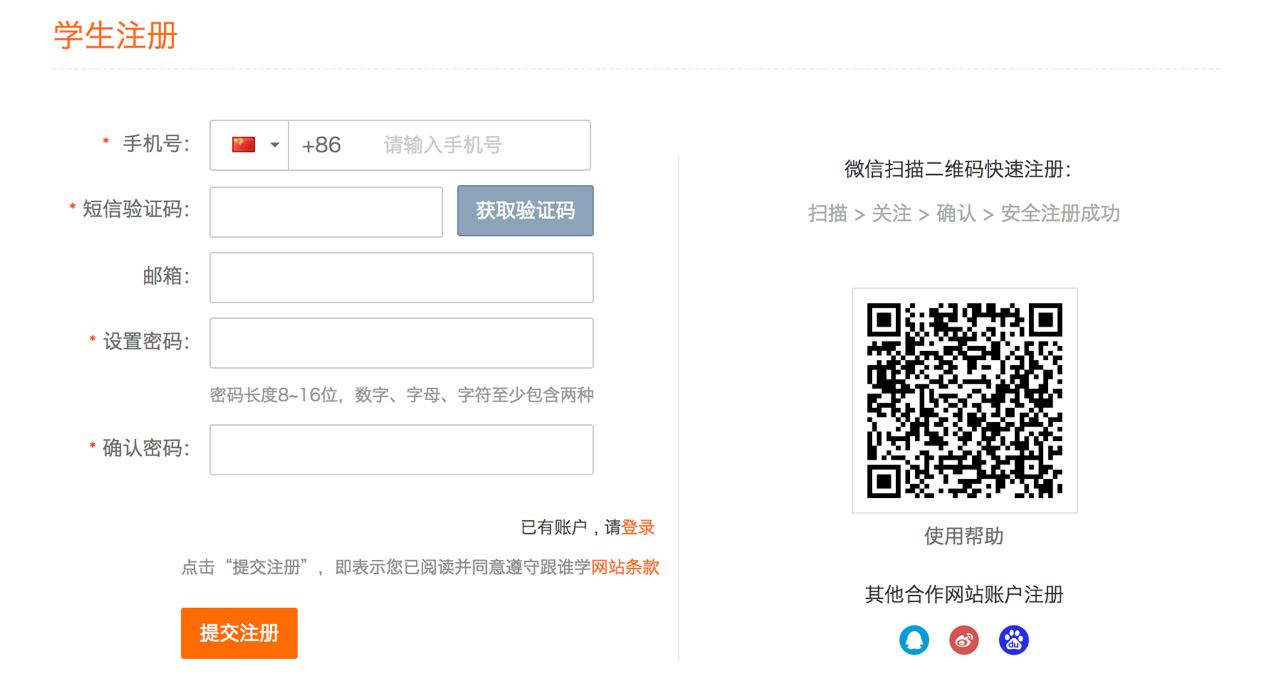 学生注册
* 手机号： +86 请输入手机号
* 短信验证码： 获取验证码
邮箱：
* 设置密码：
密码长度8~16位，数字、字母、字符至少包含两种
* 确认密码：
已有账户，请登录
点击“提交注册”，即表示您已阅读并同意遵守跟谁学网站条款
提交注册
微信扫描二维码快速注册：
扫描 > 关注 > 确认 > 安全注册成功
使用帮助
其他合作网站账户注册
du